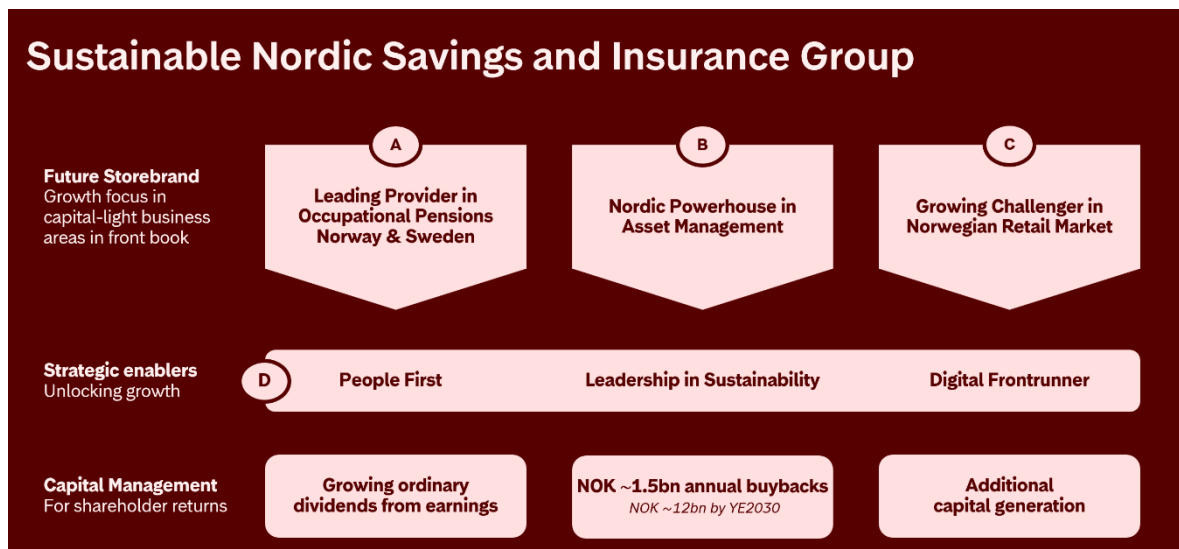 Sustainable Nordic Savings and Insurance Group
A
B
C
Future Storebrand
Growth focus in
capital-light business
areas in front book
Leading Provider in
Occupational Pensions
Norway & Sweden
Nordic Powerhouse in
Asset Management
Growing Challenger in
Norwegian Retail Market
Strategic enablers
Unlocking growth
D
People First
Leadership in Sustainability
Digital Frontrunner
Capital Management
For shareholder returns
Growing ordinary
dividends from earnings
NOK ~1.5bn annual buybacks
NOK ~12bn by YE2030
Additional
capital generation